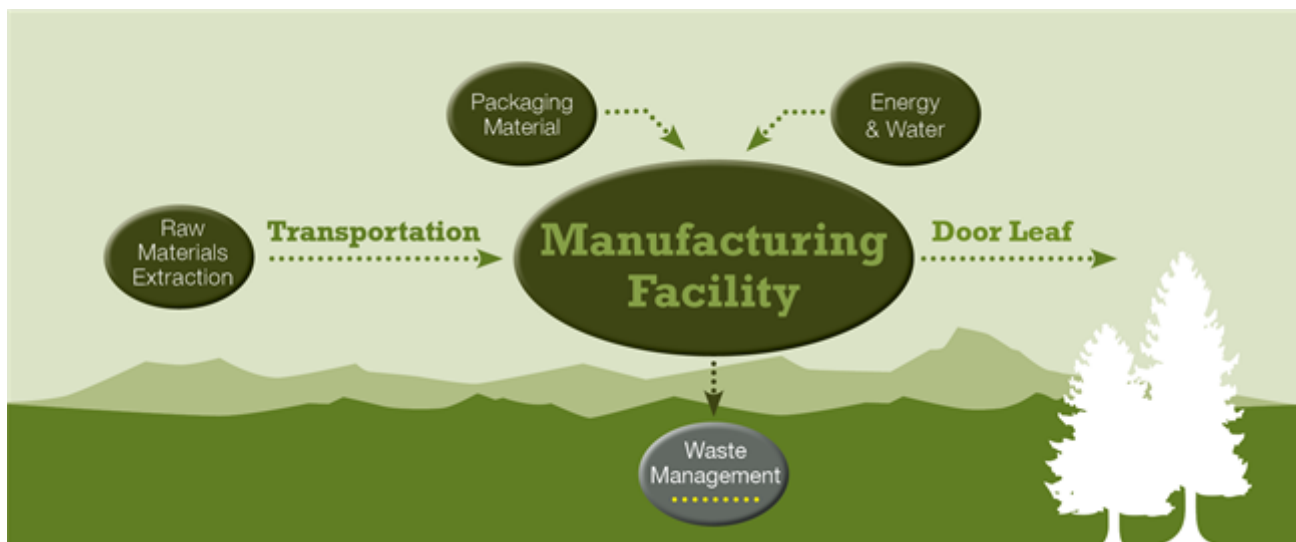 Packaging
Material
Energy
& Water
Raw
Materials
Extraction
Transportation
Manufacturing
Facility
Door Leaf
Waste
Management